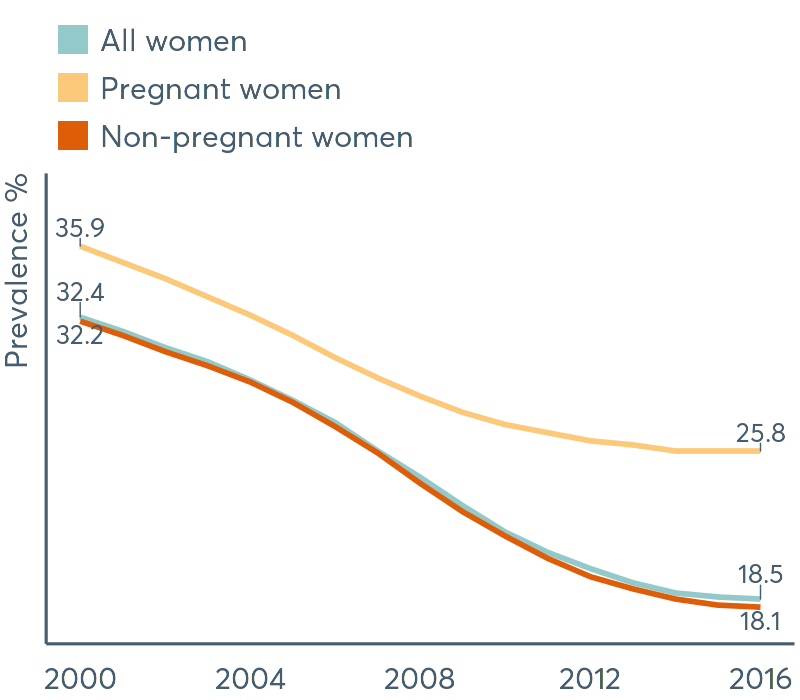 All women
Pregnant women
Non-pregnant women
Prevalence %
35.9
32.4
32.2
25.8
18.5
18.1
2000 2004 2008 2012 2016